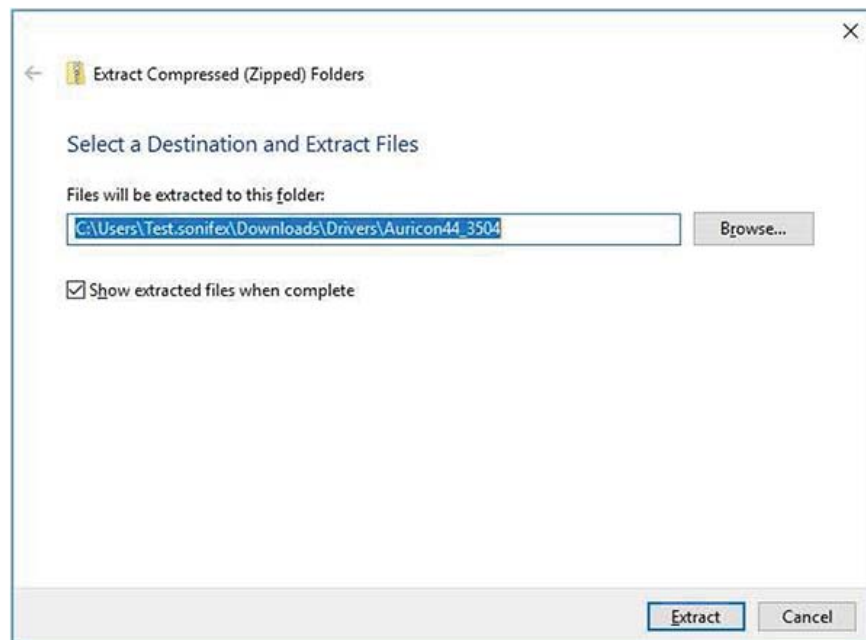 Extract Compressed (Zipped) Folders
Select a Destination and Extract Files
Files will be extracted to this folder:
C:\Users\Test.sonifex\Downloads\Drivers\Auricon44_3504
Browse...
Show extracted files when complete
Extract
Cancel